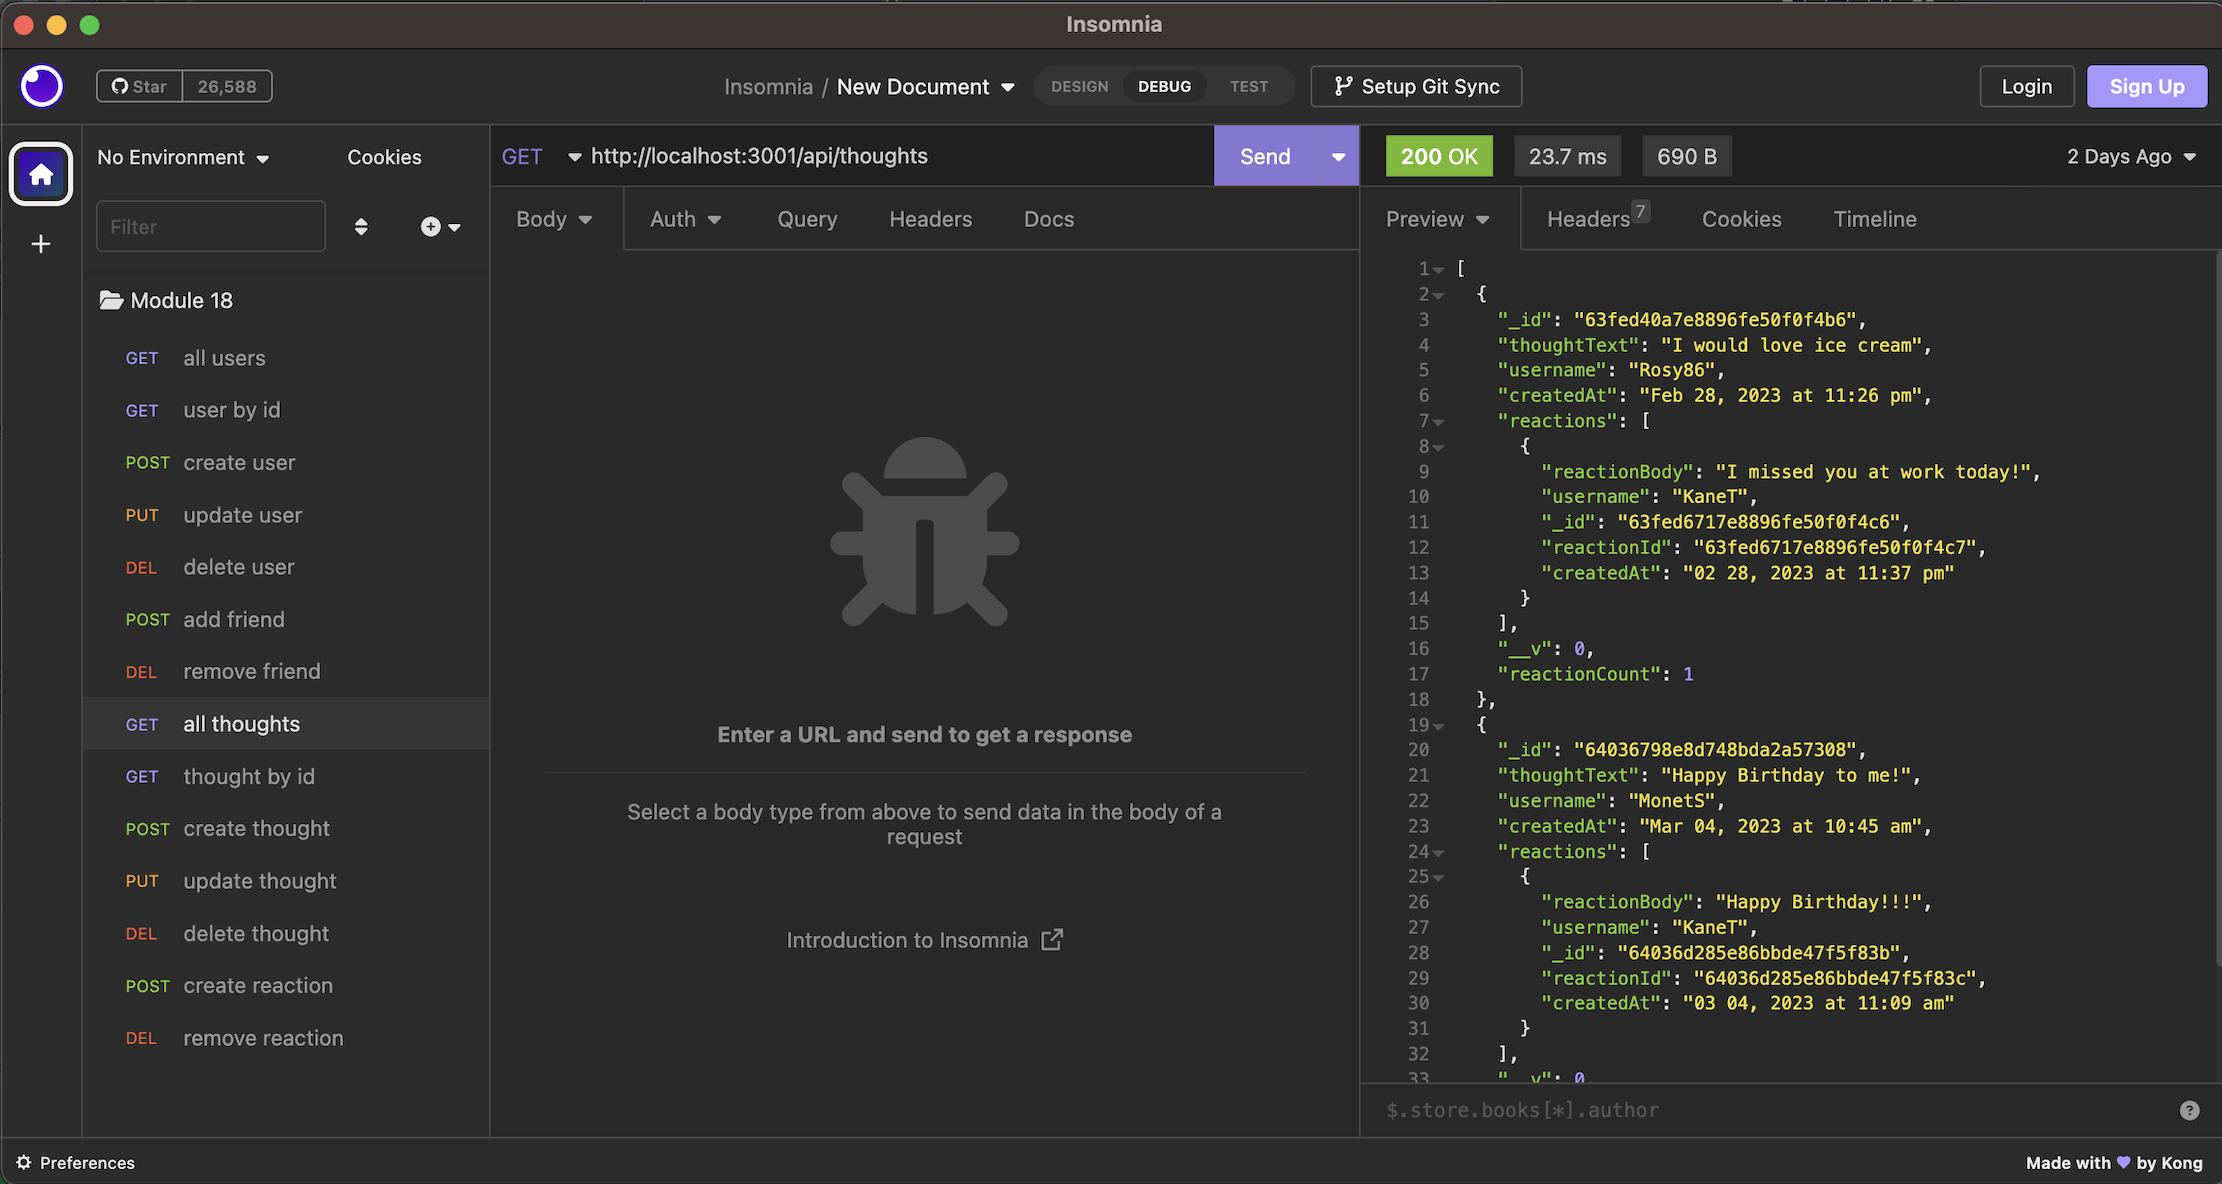 Insomnia
Star 26,588
Insomnia / New Document
DESIGN DEBUG TEST
Setup Git Sync
Login
Sign Up
No Environment
Cookies
Filter
Module 18
GET all users
GET user by id
POST create user
PUT update user
DEL delete user
POST add friend
DEL remove friend
GET all thoughts
GET thought by id
POST create thought
PUT update thought
DEL delete thought
POST create reaction
DEL remove reaction
GET http://localhost:3001/api/thoughts
Send
Body Auth Query Headers Docs
Enter a URL and send to get a response
Select a body type from above to send data in the body of a
request
Introduction to Insomnia
200 OK 23.7 ms 690 B 2 Days Ago
Preview Headers 7 Cookies Timeline
1 [
2 {
3 "_id": "63fed40a7e8896fe50f0f4b6",
4 "thoughtText": "I would love ice cream",
5 "username": "Rosy86",
6 "createdAt": "Feb 28, 2023 at 11:26 pm",
7 "reactions": [
8 {
9 "reactionBody": "I missed you at work today!",
10 "username": "KaneT",
11 "_id": "63fed6717e8896fe50f0f4c6",
12 "reactionId": "63fed6717e8896fe50f0f4c7",
13 "createdAt": "02 28, 2023 at 11:37 pm"
14 }
15 ],
16 "__v": 0,
17 "reactionCount": 1
18 },
19 {
20 "_id": "64036798e8d748bda2a57308",
21 "thoughtText": "Happy Birthday to me!",
22 "username": "MonetS",
23 "createdAt": "Mar 04, 2023 at 10:45 am",
24 "reactions": [
25 {
26 "reactionBody": "Happy Birthday!!!",
27 "username": "KaneT",
28 "_id": "64036d285e86bbde47f5f83b",
29 "reactionId": "64036d285e86bbde47f5f83c",
30 "createdAt": "03 04, 2023 at 11:09 am"
31 }
32 ],
33 "__v": 0,
$.store.books[*].author
?
Preferences
Made with 💜 by Kong